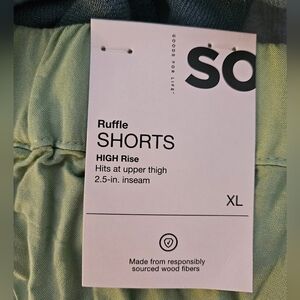 GOODS FOR LIFE™
SO
Ruffle
SHORTS
HIGH Rise
Hits at upper thigh
2.5-in. inseam
XL
Made from responsibly
sourced wood fibers